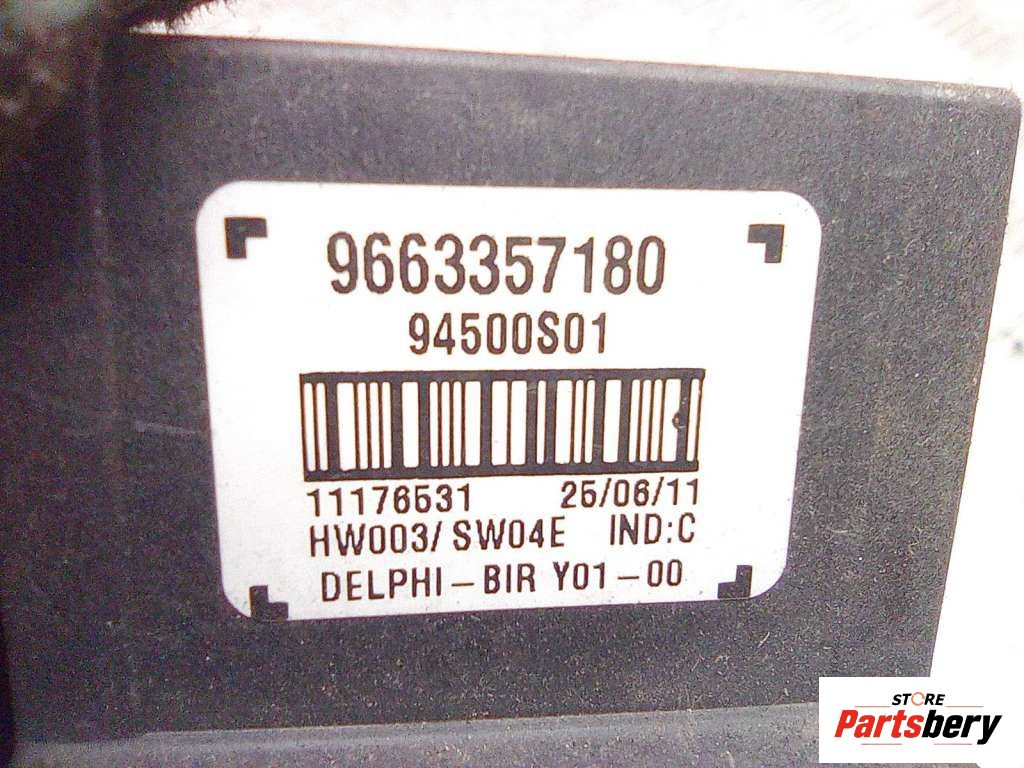 9663357180
94500S01
11176531 25/06/11
HW003/ SW04E IND:C
DELPHI - BIR Y01-00
STORE
Partsbery